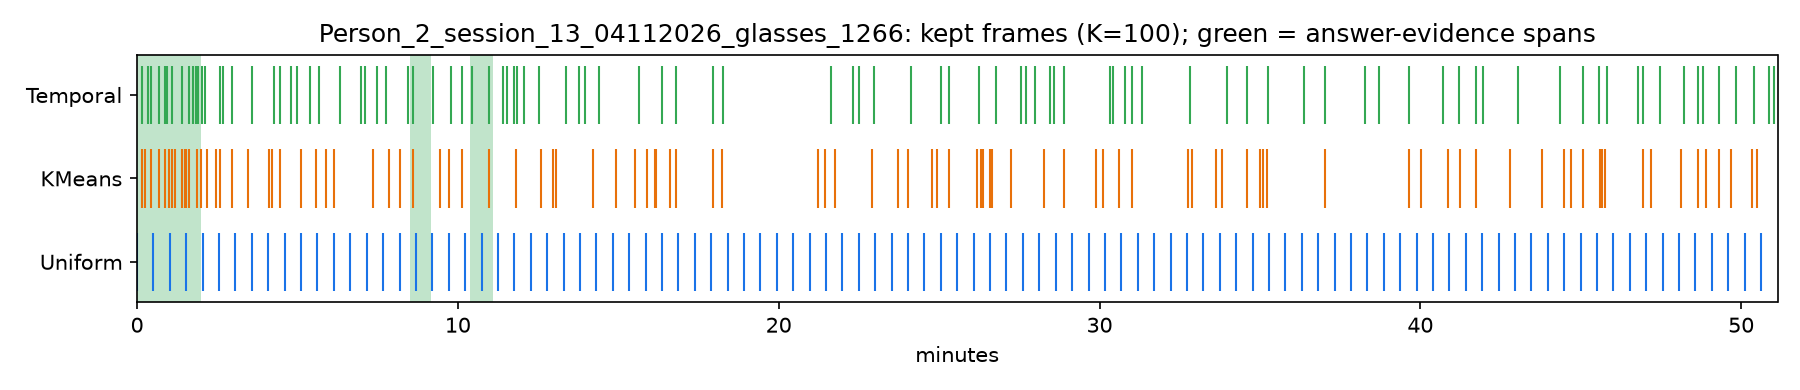 Person_2_session_13_04112026_glasses_1266: kept frames (K=100); green = answer-evidence spans
Temporal
KMeans
Uniform
0 10 20 30 40 50
minutes